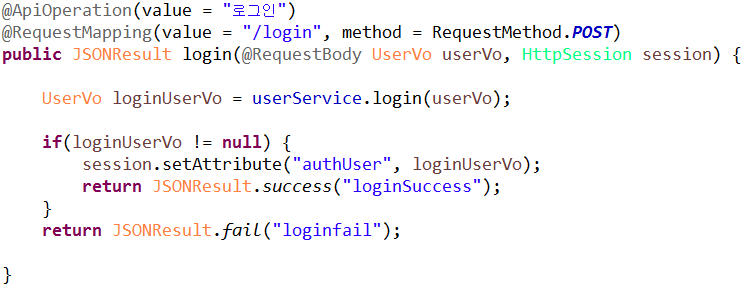 @ApiOperation(value = "로그인")
@RequestMapping(value = "/login", method = RequestMethod.POST)
public JSONResult login(@RequestBody UserVo userVo, HttpSession session) {
UserVo loginUserVo = userService.login(userVo);
if(loginUserVo != null) {
session.setAttribute("authUser", loginUserVo);
return JSONResult.success("loginSuccess");
}
return JSONResult.fail("loginfail");
}